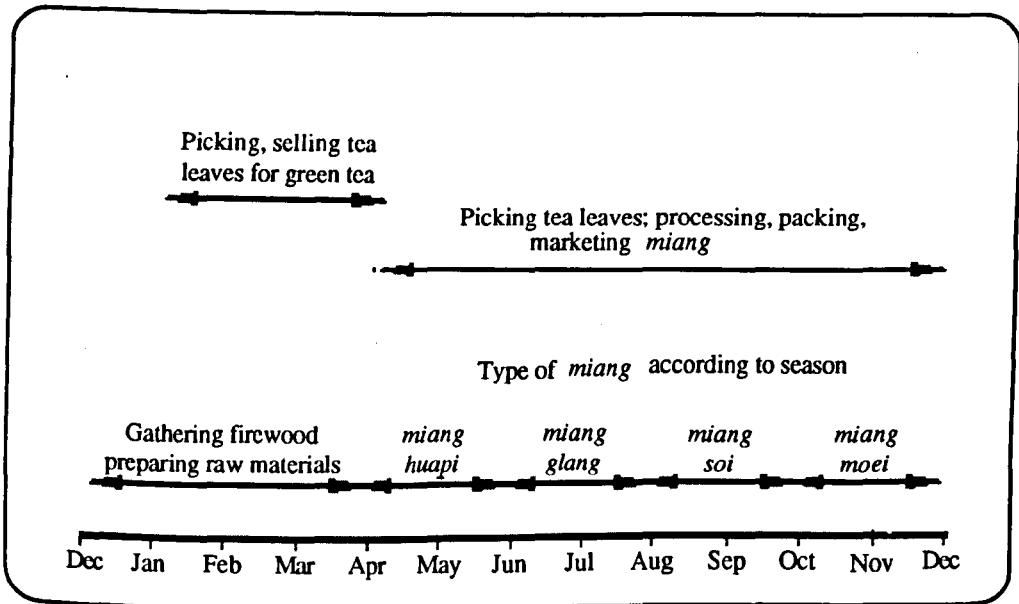 Picking, selling tea
leaves for green tea
Picking tea leaves; processing, packing,
marketing miang
Type of miang according to season
Gathering firewood
preparing raw materials
miang
huapi
miang
glang
miang
soi
miang
moei
Dec Jan Feb Mar Apr May Jun Jul Aug Sep Oct Nov Dec